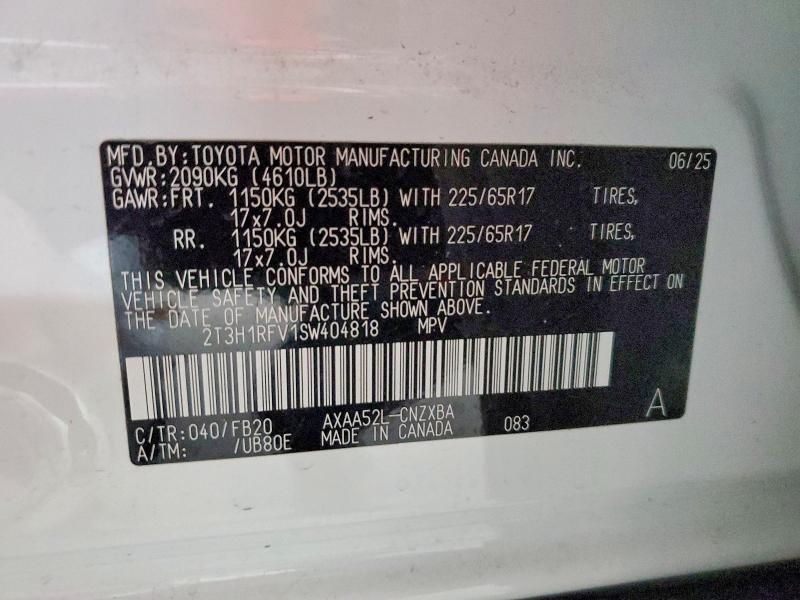 MFD.BY:TOYOTA MOTOR MANUFACTURING CANADA INC. 06/25
GVWR:2090KG (4610LB)
GAWR:FRT. 1150KG (2535LB) WITH 225/65R17 TIRES,
17x7.0J RIMS.
RR. 1150KG (2535LB) WITH 225/65R17 TIRES,
17x7.0J RIMS.
THIS VEHICLE CONFORMS TO ALL APPLICABLE FEDERAL MOTOR
VEHICLE SAFETY AND THEFT PREVENTION STANDARDS IN EFFECT ON
THE DATE OF MANUFACTURE SHOWN ABOVE.
2T3H1RFV1SW404818 MPV
C/TR:040/FB20 AXAA52L-CNZXBA A
A/TM: /UB80E MADE IN CANADA 083